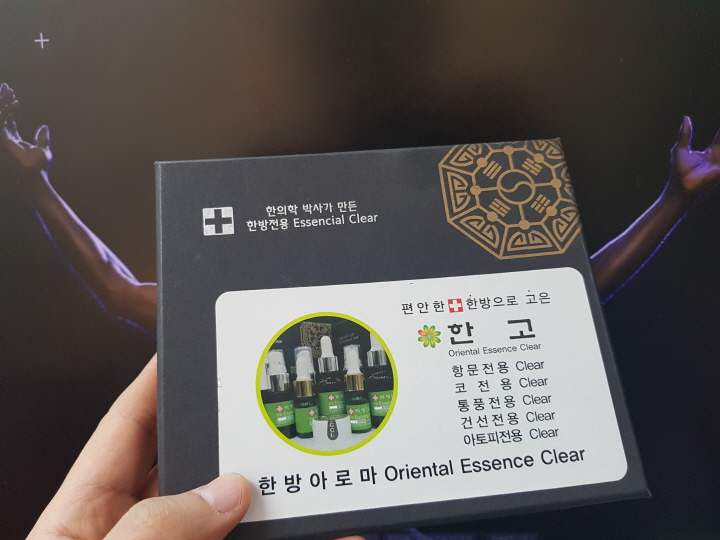 한의학 박사가 만든
한방전용 Essencial Clear
편안한 한방으로 고은
한고
Oriental Essence Clear
항문전용 Clear
코 전용 Clear
통풍전용 Clear
건선전용 Clear
아토피전용 Clear
한방아로마 Oriental Essence Clear